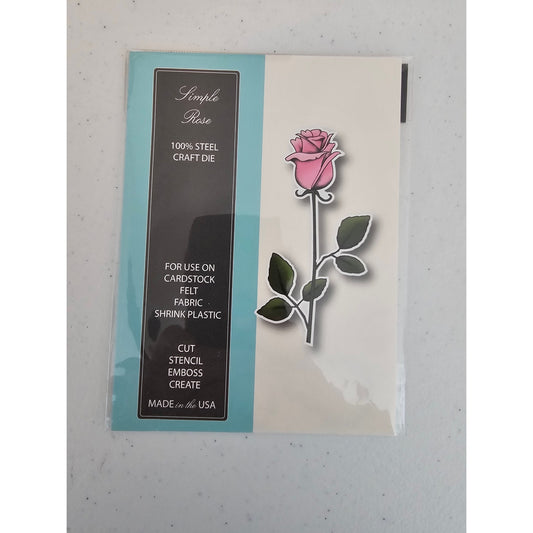 Simple
Rose
100% STEEL
CRAFT DIE
FOR USE ON
CARDSTOCK
FELT
FABRIC
SHRINK PLASTIC
CUT
STENCIL
EMBOSS
CREATE
MADE in the USA